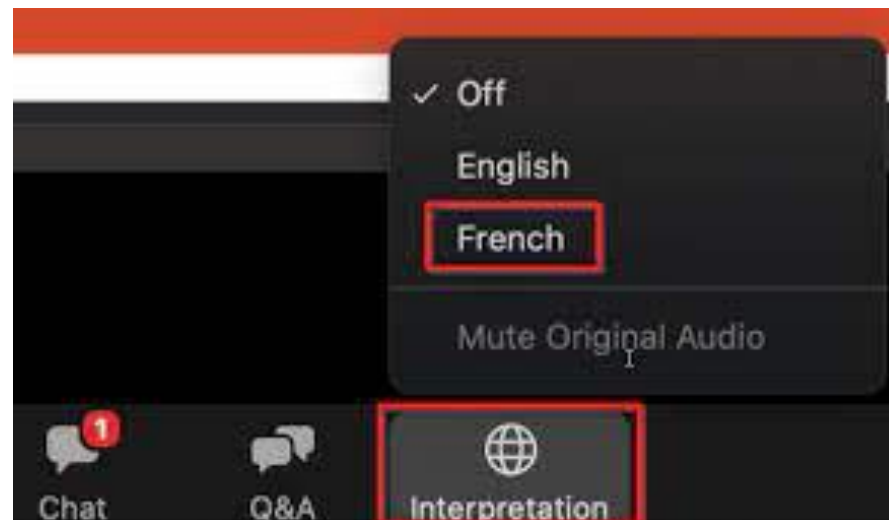 Off
English
French
Mute Original Audio
1
Chat
Q&A
Interpretation